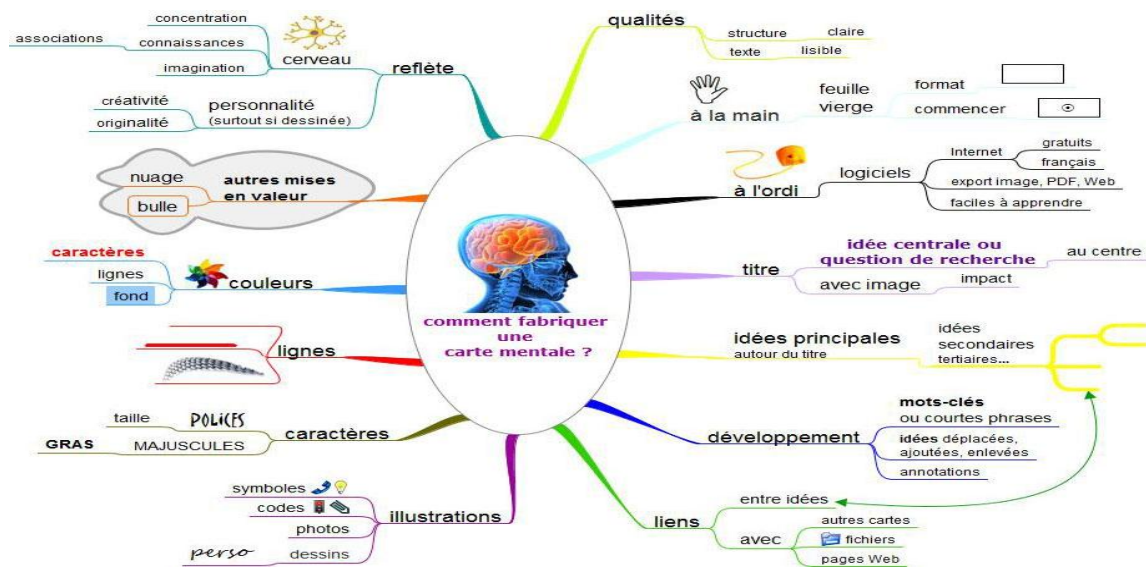 comment fabriquer
une
carte mentale ?
qualités
structure
claire
texte
lisible
à la main
feuille
vierge
format
commencer
à l'ordi
logiciels
Internet
gratuits
français
export image, PDF, Web
faciles à apprendre
titre
idée centrale ou
question de recherche
au centre
avec image
impact
idées principales
autour du titre
idées
secondaires
tertiaires...
développement
mots-clés
ou courtes phrases
idées déplacées,
ajoutées, enlevées
annotations
liens
entre idées
avec
autres cartes
fichiers
pages Web
illustrations
symboles
codes
photos
dessins
perso
caractères
taille
POLICES
MAJUSCULES
GRAS
lignes
couleurs
caractères
lignes
fond
autres mises
en valeur
nuage
bulle
reflète
cerveau
concentration
connaissances
associations
imagination
personnalité
(surtout si dessinée)
créativité
originalité